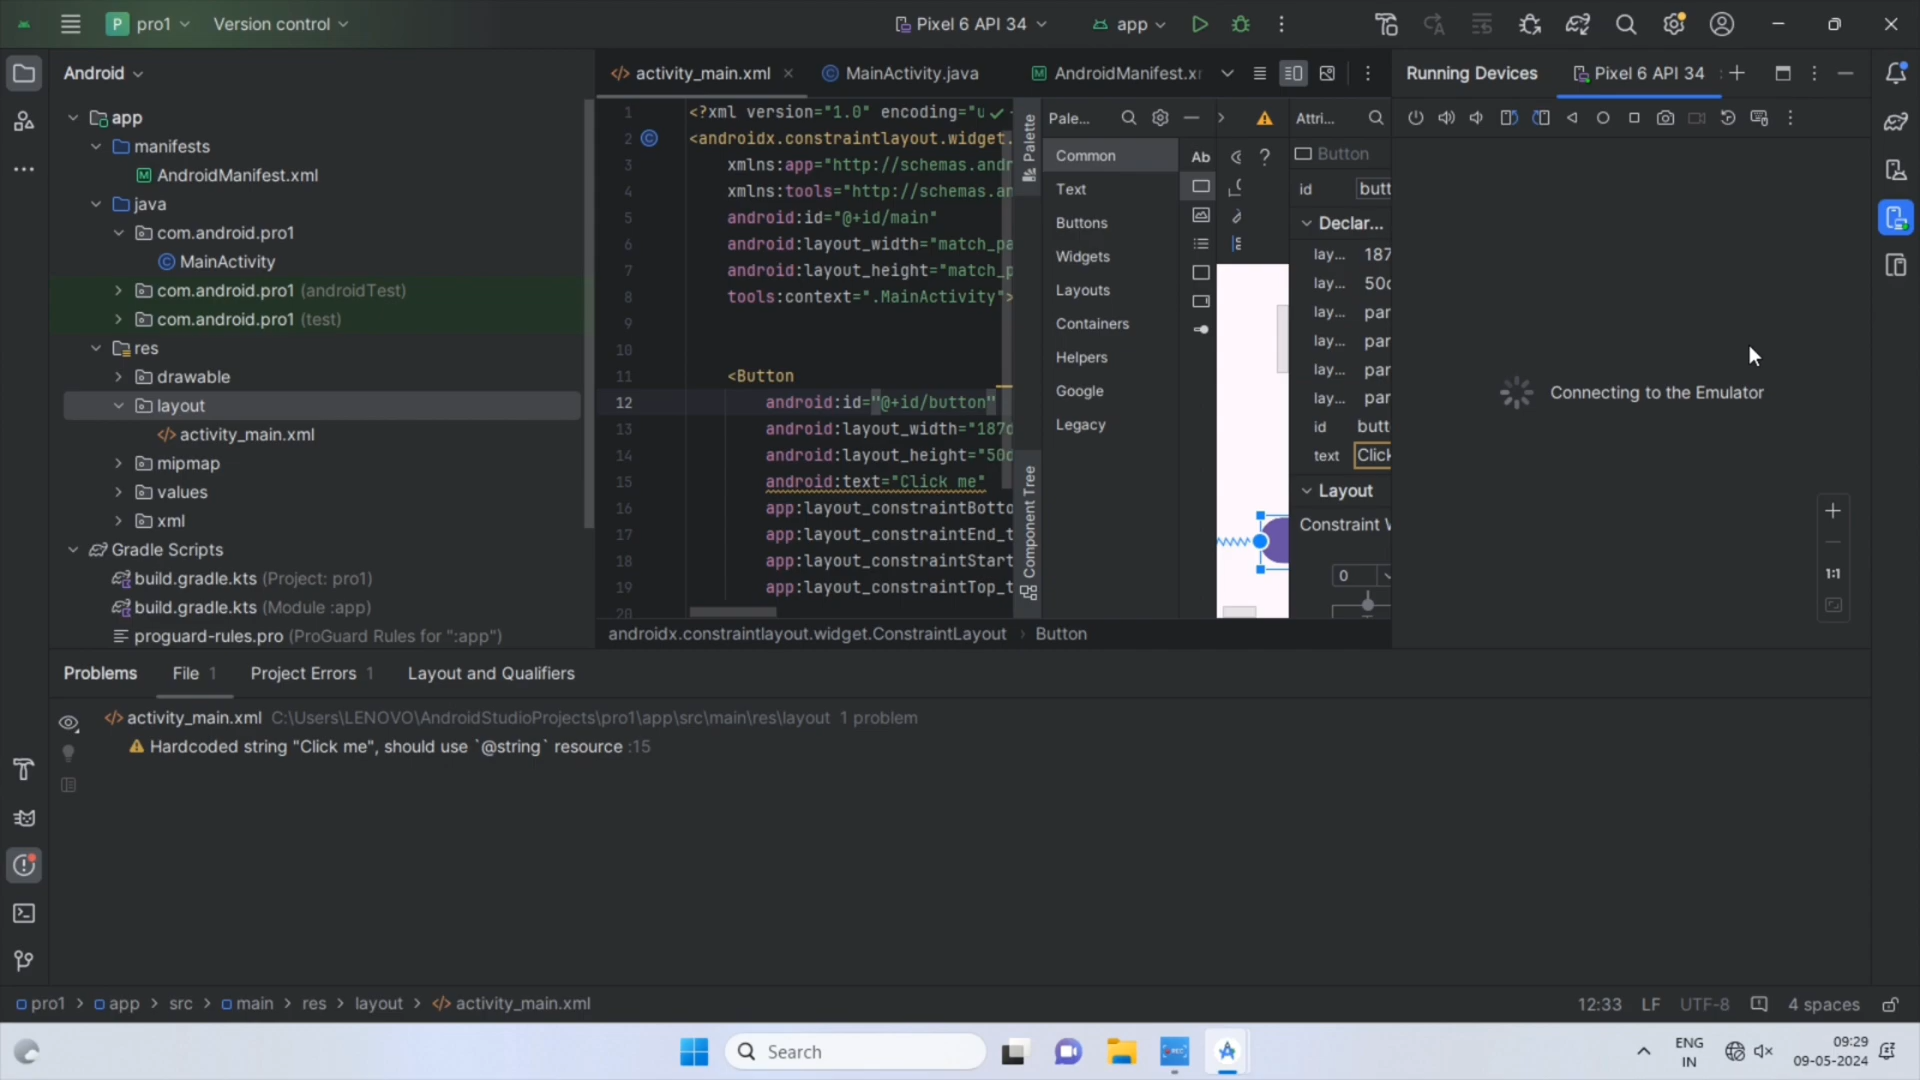 P pro1 Version control Pixel 6 API 34 app
Android
app
manifests
AndroidManifest.xml
java
com.android.pro1
MainActivity
com.android.pro1 (androidTest)
com.android.pro1 (test)
res
drawable
layout
activity_main.xml
mipmap
values
xml
Gradle Scripts
build.gradle.kts (Project: pro1)
build.gradle.kts (Module :app)
proguard-rules.pro (ProGuard Rules for ":app")
activity_main.xml MainActivity.java AndroidManifest.xr
1 <?xml version="1.0" encoding="u
2 <androidx.constraintlayout.widget.
3 xmlns:app="http://schemas.andr
4 xmlns:tools="http://schemas.an
5 android:id="@+id/main"
6 android:layout_width="match_pa
7 android:layout_height="match_p
8 tools:context=".MainActivity">
9
10
11 <Button
12 android:id="@+id/button"
13 android:layout_width="187d
14 android:layout_height="50d
15 android:text="Click me"
16 app:layout_constraintBotto
17 app:layout_constraintEnd_t
18 app:layout_constraintStart
19 app:layout_constraintTop_t
20
androidx.constraintlayout.widget.ConstraintLayout Button
Palette
Component Tree
Pale...
Common
Text
Buttons
Widgets
Layouts
Containers
Helpers
Google
Legacy
Ab
Attri...
Button
id butt
Declar...
lay... 187
lay... 50d
lay... par
lay... par
lay... par
lay... par
id butt
text Click
Layout
Constraint W
0
Running Devices Pixel 6 API 34
Connecting to the Emulator
1:1
Problems File 1 Project Errors 1 Layout and Qualifiers
activity_main.xml C:\Users\LENOVO\AndroidStudioProjects\pro1\app\src\main\res\layout 1 problem
Hardcoded string "Click me", should use `@string` resource :15
pro1 > app > src > main > res > layout > activity_main.xml
12:33 LF UTF-8 4 spaces
Search
REC
ENG
IN
09:29
09-05-2024